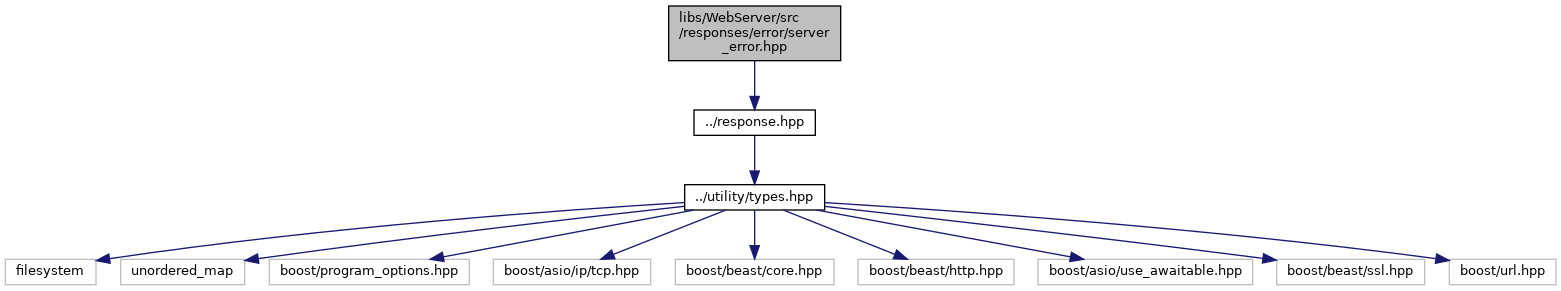 libs/WebServer/src
/responses/error/server
_error.hpp
../response.hpp
../utility/types.hpp
filesystem
unordered_map
boost/program_options.hpp
boost/asio/ip/tcp.hpp
boost/beast/core.hpp
boost/beast/http.hpp
boost/asio/use_awaitable.hpp
boost/beast/ssl.hpp
boost/url.hpp